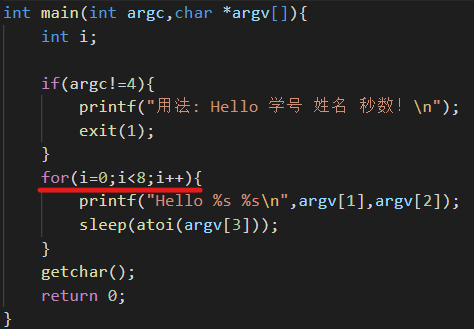 int main(int argc,char *argv[]){
    int i;
    if(argc!=4){
        printf("用法: Hello 学号 姓名 秒数! \n");
        exit(1);
    }
    for(i=0;i<8;i++){
        printf("Hello %s %s\n",argv[1],argv[2]);
        sleep(atoi(argv[3]));
    }
    getchar();
    return 0;
}